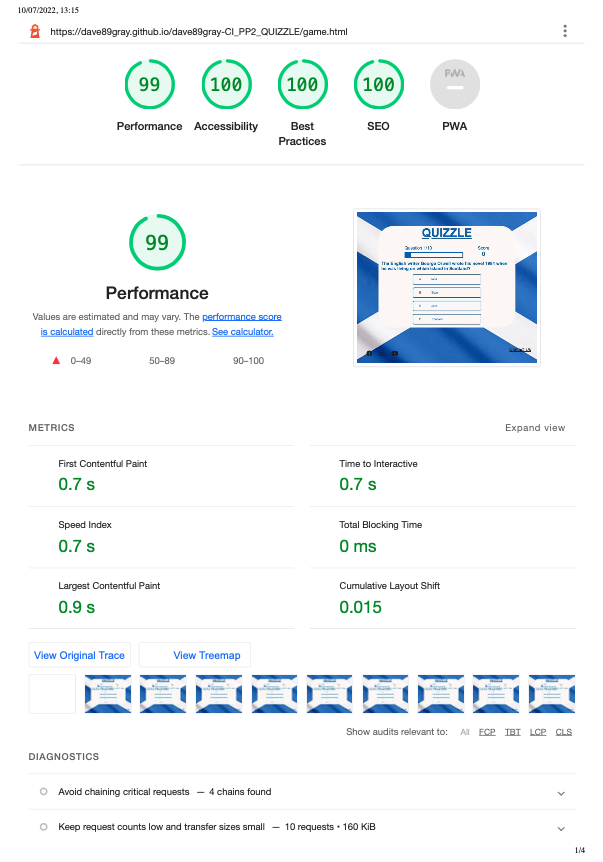 10/07/2022, 13:15
https://dave89gray.github.io/dave89gray-CI_PP2_QUIZZLE/game.html
99 100 100 100 PWA
Performance Accessibility Best Practices SEO PWA
99
Performance
Values are estimated and may vary. The performance score
is calculated directly from these metrics. See calculator.
0–49 50–89 90–100
QUIZZLE
Question 1/10 Score
0
The English writer George Orwell wrote his novel 1984 when
he was living on which island in Scotland?
A
B
C
METRICS Expand view
First Contentful Paint Time to Interactive
0.7 s 0.7 s
Speed Index Total Blocking Time
0.7 s 0 ms
Largest Contentful Paint Cumulative Layout Shift
0.9 s 0.015
View Original Trace View Treemap
Show audits relevant to: All FCP TBT LCP CLS
DIAGNOSTICS
Avoid chaining critical requests — 4 chains found
Keep request counts low and transfer sizes small — 10 requests • 160 KiB
1/4